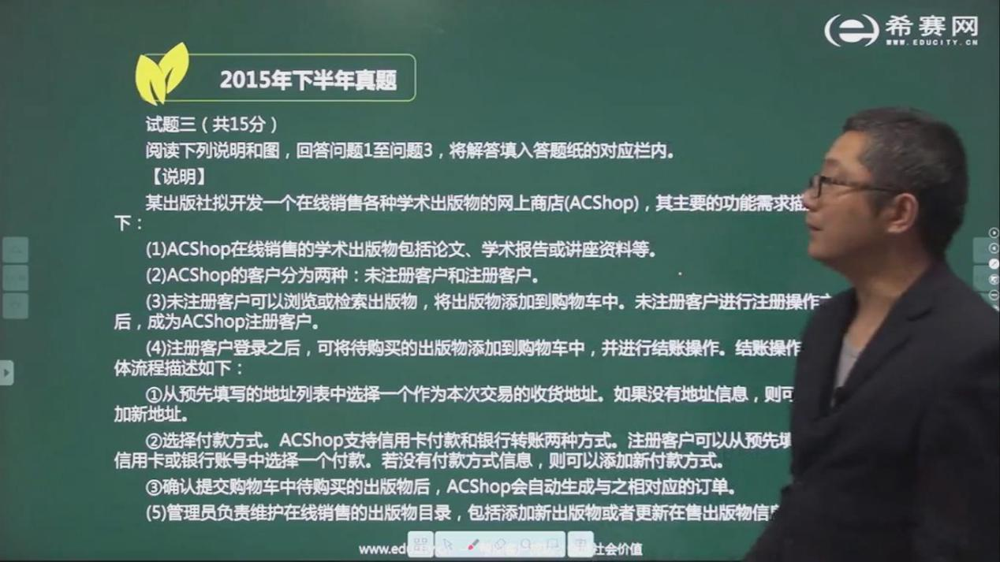 希赛网
WWW.EDUCITY.CN
2015年下半年真题
试题三（共15分）
阅读下列说明和图，回答问题1至问题3，将解答填入答题纸的对应栏内。
【说明】
某出版社拟开发一个在线销售各种学术出版物的网上商店(ACShop)，其主要的功能需求描
下：
(1)ACShop在线销售的学术出版物包括论文、学术报告或讲座资料等。
(2)ACShop的客户分为两种：未注册客户和注册客户。
(3)未注册客户可以浏览或检索出版物，将出版物添加到购物车中。未注册客户进行注册操作之
后，成为ACShop注册客户。
(4)注册客户登录之后，可将待购买的出版物添加到购物车中，并进行结账操作。结账操作
体流程描述如下：
①从预先填写的地址列表中选择一个作为本次交易的收货地址。如果没有地址信息，则可
加新地址。
②选择付款方式。ACShop支持信用卡付款和银行转账两种方式。注册客户可以从预先填
信用卡或银行账号中选择一个付款。若没有付款方式信息，则可以添加新付款方式。
③确认提交购物车中待购买的出版物后，ACShop会自动生成与之相对应的订单。
(5)管理员负责维护在线销售的出版物目录，包括添加新出版物或者更新在售出版物信息
www.edu
社会价值